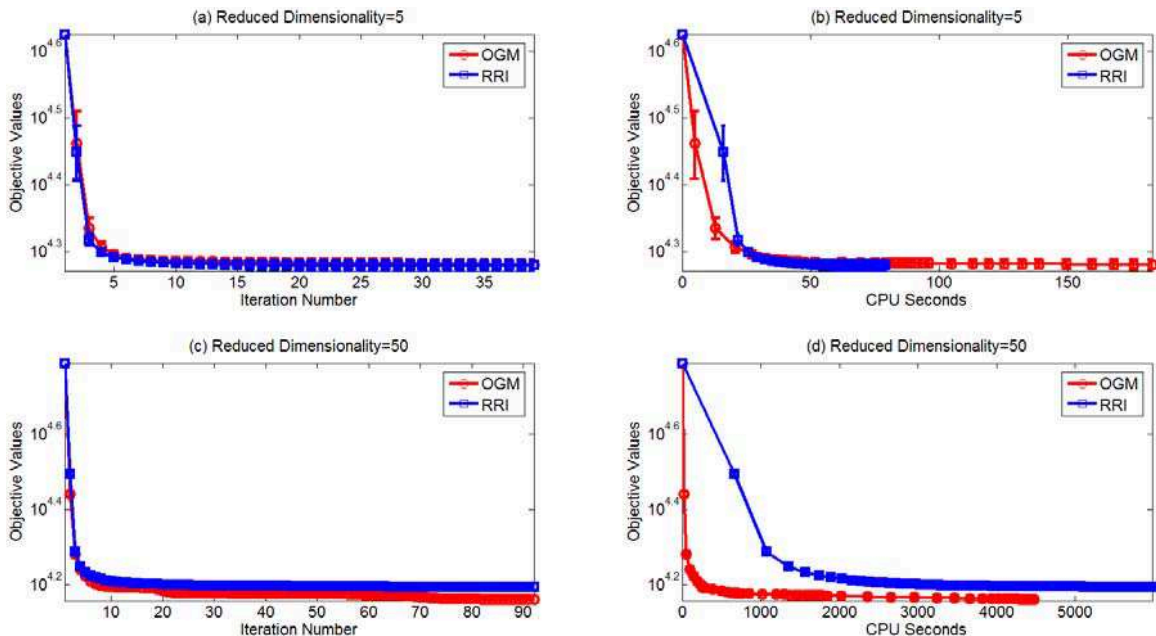 (a) Reduced Dimensionality=5
Objective Values
10^4.6
10^4.5
10^4.4
10^4.3
OGM
RRI
5 10 15 20 25 30 35
Iteration Number
(b) Reduced Dimensionality=5
Objective Values
10^4.6
10^4.5
10^4.4
10^4.3
OGM
RRI
0 50 100 150
CPU Seconds
(c) Reduced Dimensionality=50
Objective Values
10^4.6
10^4.4
10^4.2
OGM
RRI
10 20 30 40 50 60 70 80 90
Iteration Number
(d) Reduced Dimensionality=50
Objective Values
10^4.6
10^4.4
10^4.2
OGM
RRI
0 1000 2000 3000 4000 5000
CPU Seconds